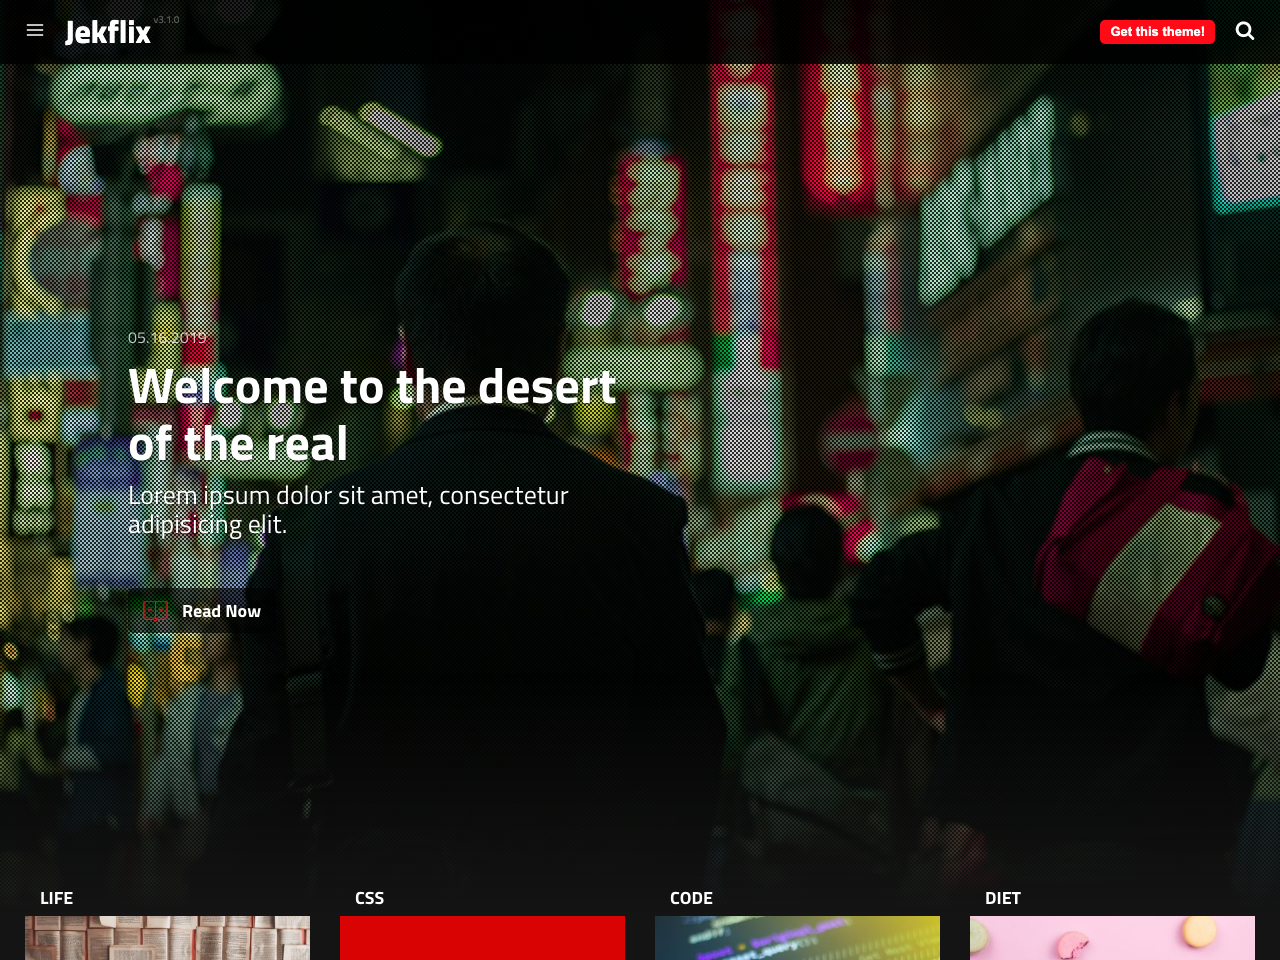 Jekflix
v3.1.0
Get this theme!
05.16.2019
Welcome to the desert
of the real
Lorem ipsum dolor sit amet, consectetur
adipisicing elit.
Read Now
LIFE
CSS
CODE
DIET